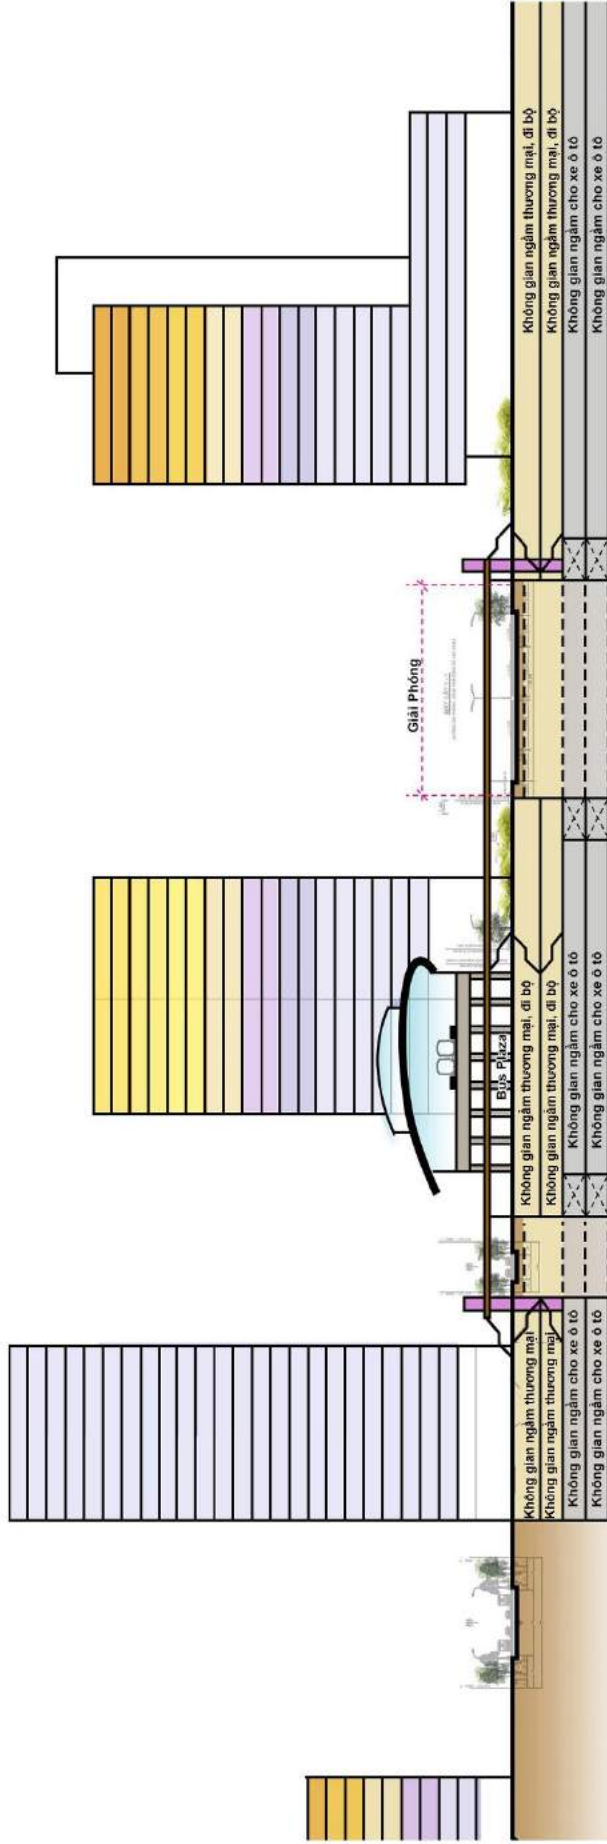 Giải Phóng
Bus Plaza
Không gian ngầm thương mại
Không gian ngầm thương mại
Không gian ngầm cho xe ô tô
Không gian ngầm cho xe ô tô
Không gian ngầm thương mại, đi bộ
Không gian ngầm thương mại, đi bộ
Không gian ngầm cho xe ô tô
Không gian ngầm cho xe ô tô
Không gian ngầm thương mại, đi bộ
Không gian ngầm thương mại, đi bộ
Không gian ngầm cho xe ô tô
Không gian ngầm cho xe ô tô